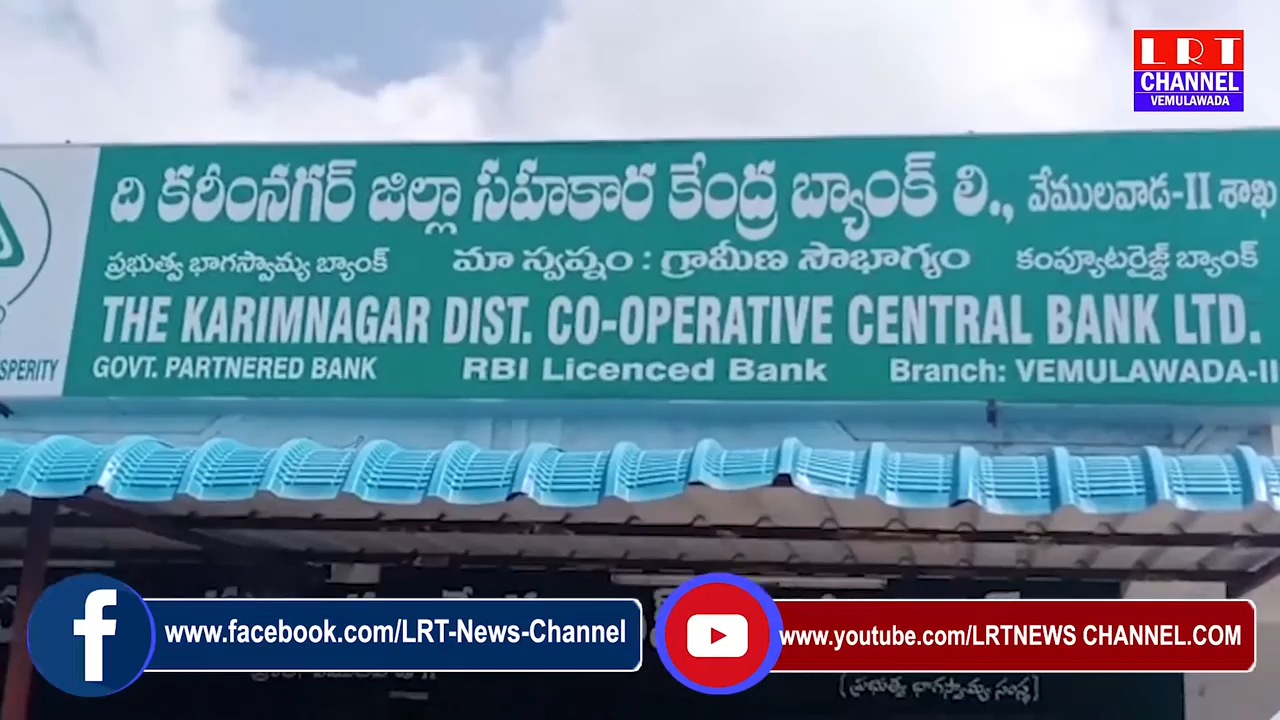 LRT
CHANNEL
VEMULAWADA
ది కరీంనగర్ జిల్లా సహకార కేంద్ర బ్యాంక్ లి., వేములవాడ-II శాఖ
ప్రభుత్వ భాగస్వామ్య బ్యాంక్ మా స్వప్నం : గ్రామీణ సౌభాగ్యం కంప్యూటరైజ్డ్ బ్యాంక్
THE KARIMNAGAR DIST. CO-OPERATIVE CENTRAL BANK LTD.
GOVT. PARTNERED BANK RBI Licenced Bank Branch: VEMULAWADA-II
www.facebook.com/LRT-News-Channel
www.youtube.com/LRTNEWS CHANNEL.COM
(ప్రభుత్వ భాగస్వామ్య సంస్థ)